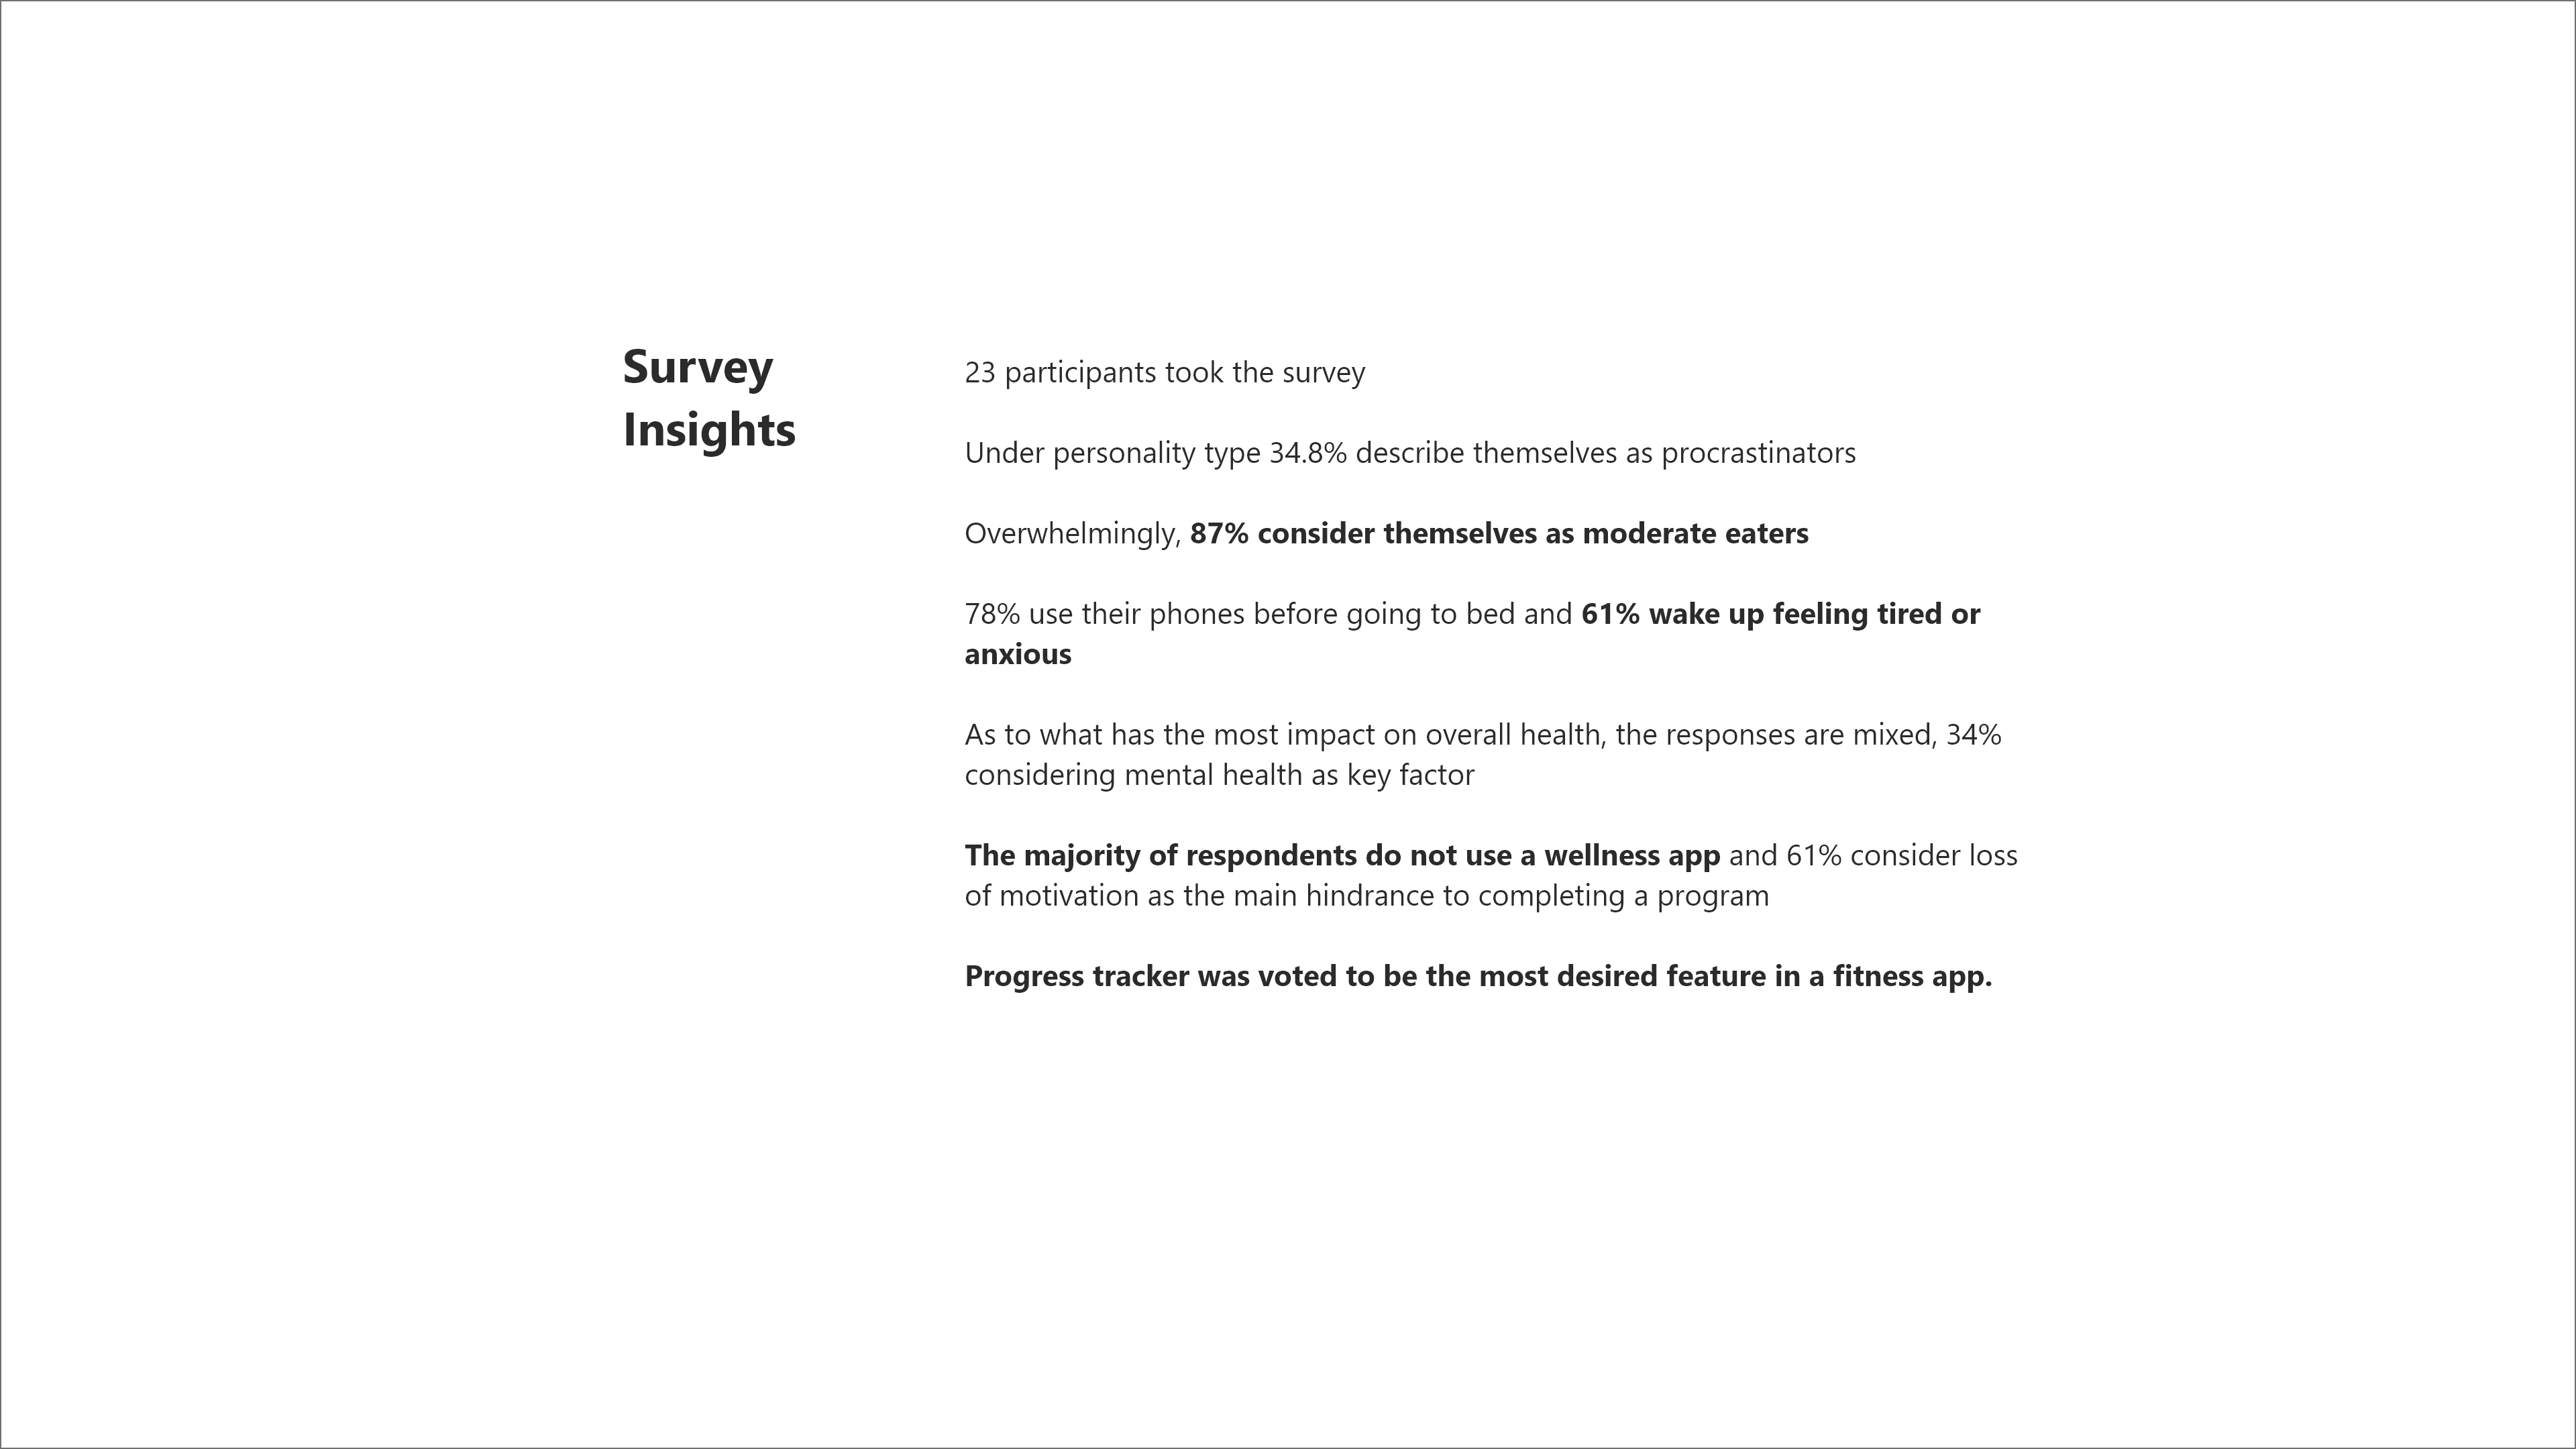 Survey
Insights
23 participants took the survey
Under personality type 34.8% describe themselves as procrastinators
Overwhelmingly, 87% consider themselves as moderate eaters
78% use their phones before going to bed and 61% wake up feeling tired or
anxious
As to what has the most impact on overall health, the responses are mixed, 34%
considering mental health as key factor
The majority of respondents do not use a wellness app and 61% consider loss
of motivation as the main hindrance to completing a program
Progress tracker was voted to be the most desired feature in a fitness app.